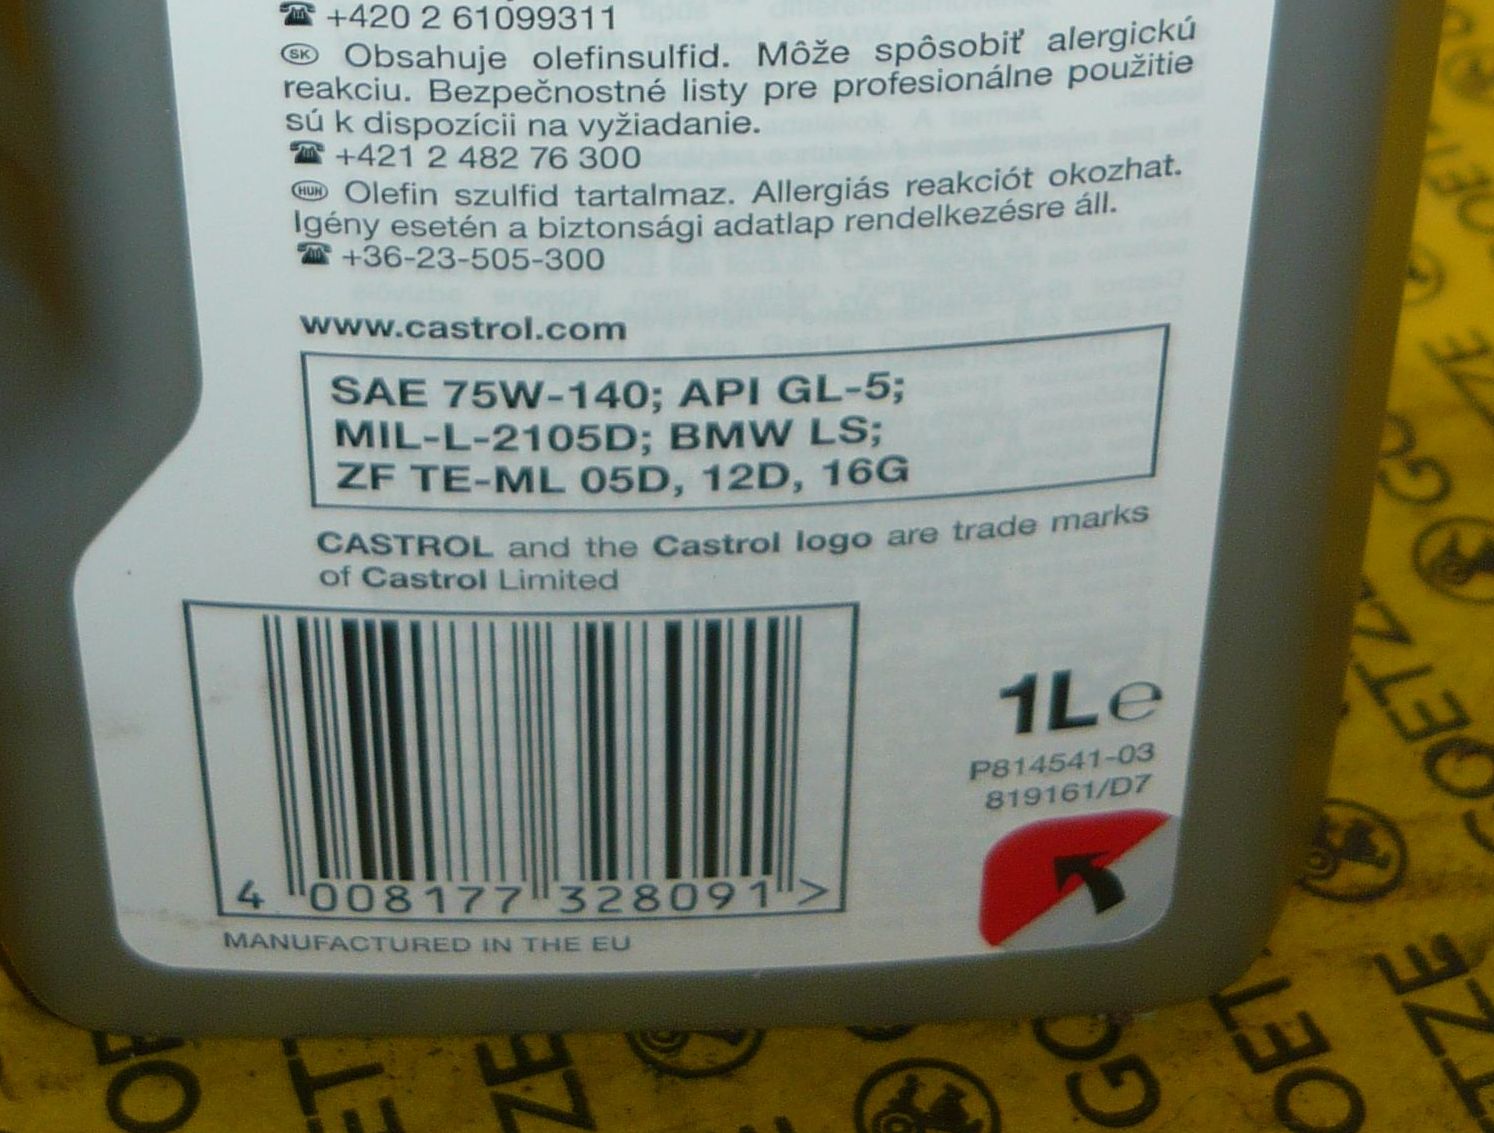 ☎ +420 2 61099311
SK Obsahuje olefinsulfid. Môže spôsobiť alergickú
reakciu. Bezpečnostné listy pre profesionálne použitie
sú k dispozícii na vyžiadanie.
☎ +421 2 482 76 300
HUN Olefin szulfid tartalmaz. Allergiás reakciót okozhat.
Igény esetén a biztonsági adatlap rendelkezésre áll.
☎ +36-23-505-300
www.castrol.com
SAE 75W-140; API GL-5;
MIL-L-2105D; BMW LS;
ZF TE-ML 05D, 12D, 16G
CASTROL and the Castrol logo are trade marks
of Castrol Limited
1L e
P814541-03
819161/D7
4 008177 328091 >
MANUFACTURED IN THE EU
GOETZE
GOETZE
GOETZE